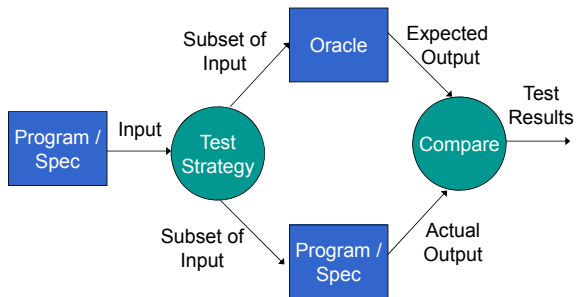 Subset of
Input
Oracle
Expected
Output
Program /
Spec
Input
Test
Strategy
Compare
Test
Results
Subset of
Input
Program /
Spec
Actual
Output